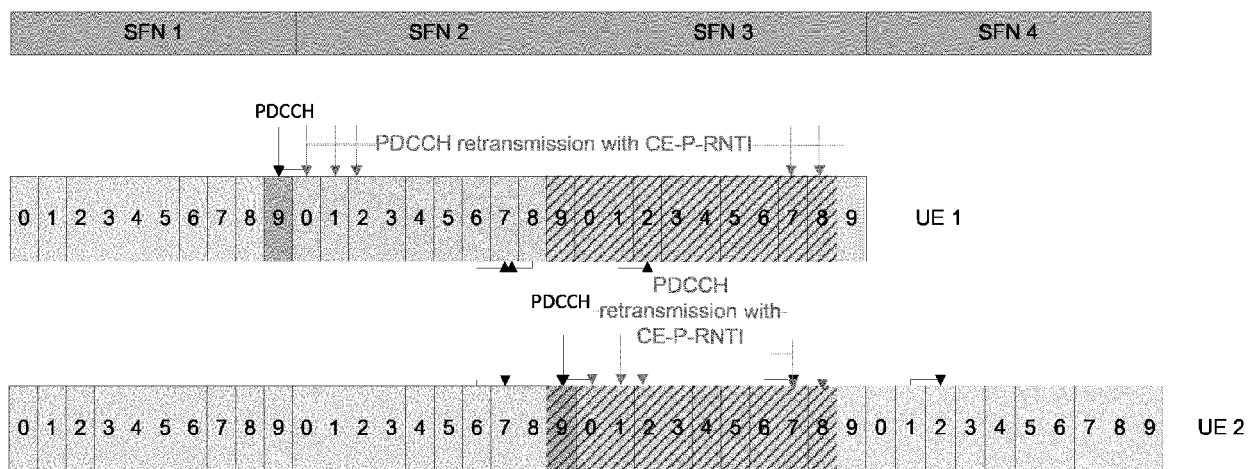 SFN 1 SFN 2 SFN 3 SFN 4
PDCCH
PDCCH retransmission with CE-P-RNTI
0 1 2 3 4 5 6 7 8 9 0 1 2 3 4 5 6 7 8 9 0 1 2 3 4 5 6 7 8 9 UE 1
PDCCH
PDCCH
retransmission with
CE-P-RNTI
0 1 2 3 4 5 6 7 8 9 0 1 2 3 4 5 6 7 8 9 0 1 2 3 4 5 6 7 8 9 0 1 2 3 4 5 6 7 8 9 UE 2